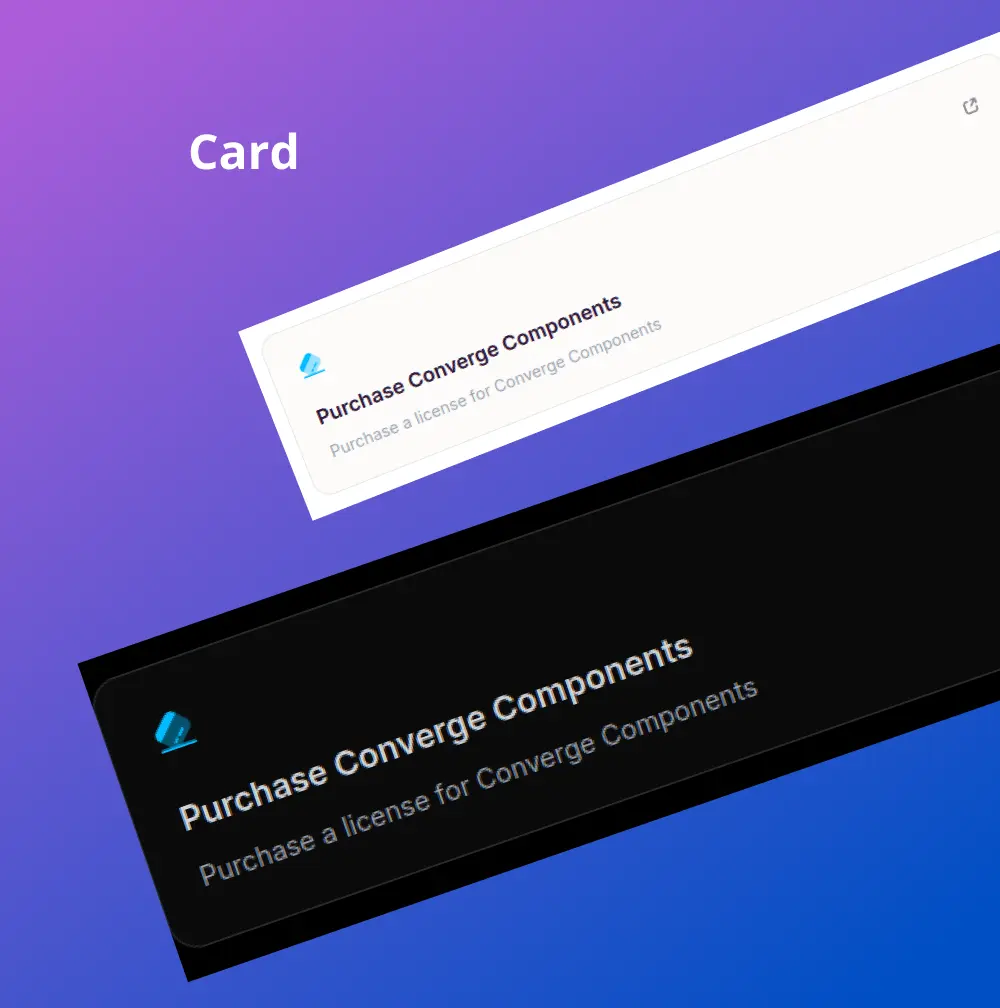 Card
Purchase Converge Components
Purchase a license for Converge Components
Purchase Converge Components
Purchase a license for Converge Components